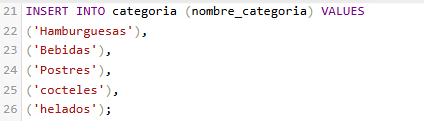 21 INSERT INTO categoria (nombre_categoria) VALUES
22 ('Hamburguesas'),
23 ('Bebidas'),
24 ('Postres'),
25 ('cocteles'),
26 ('helados');